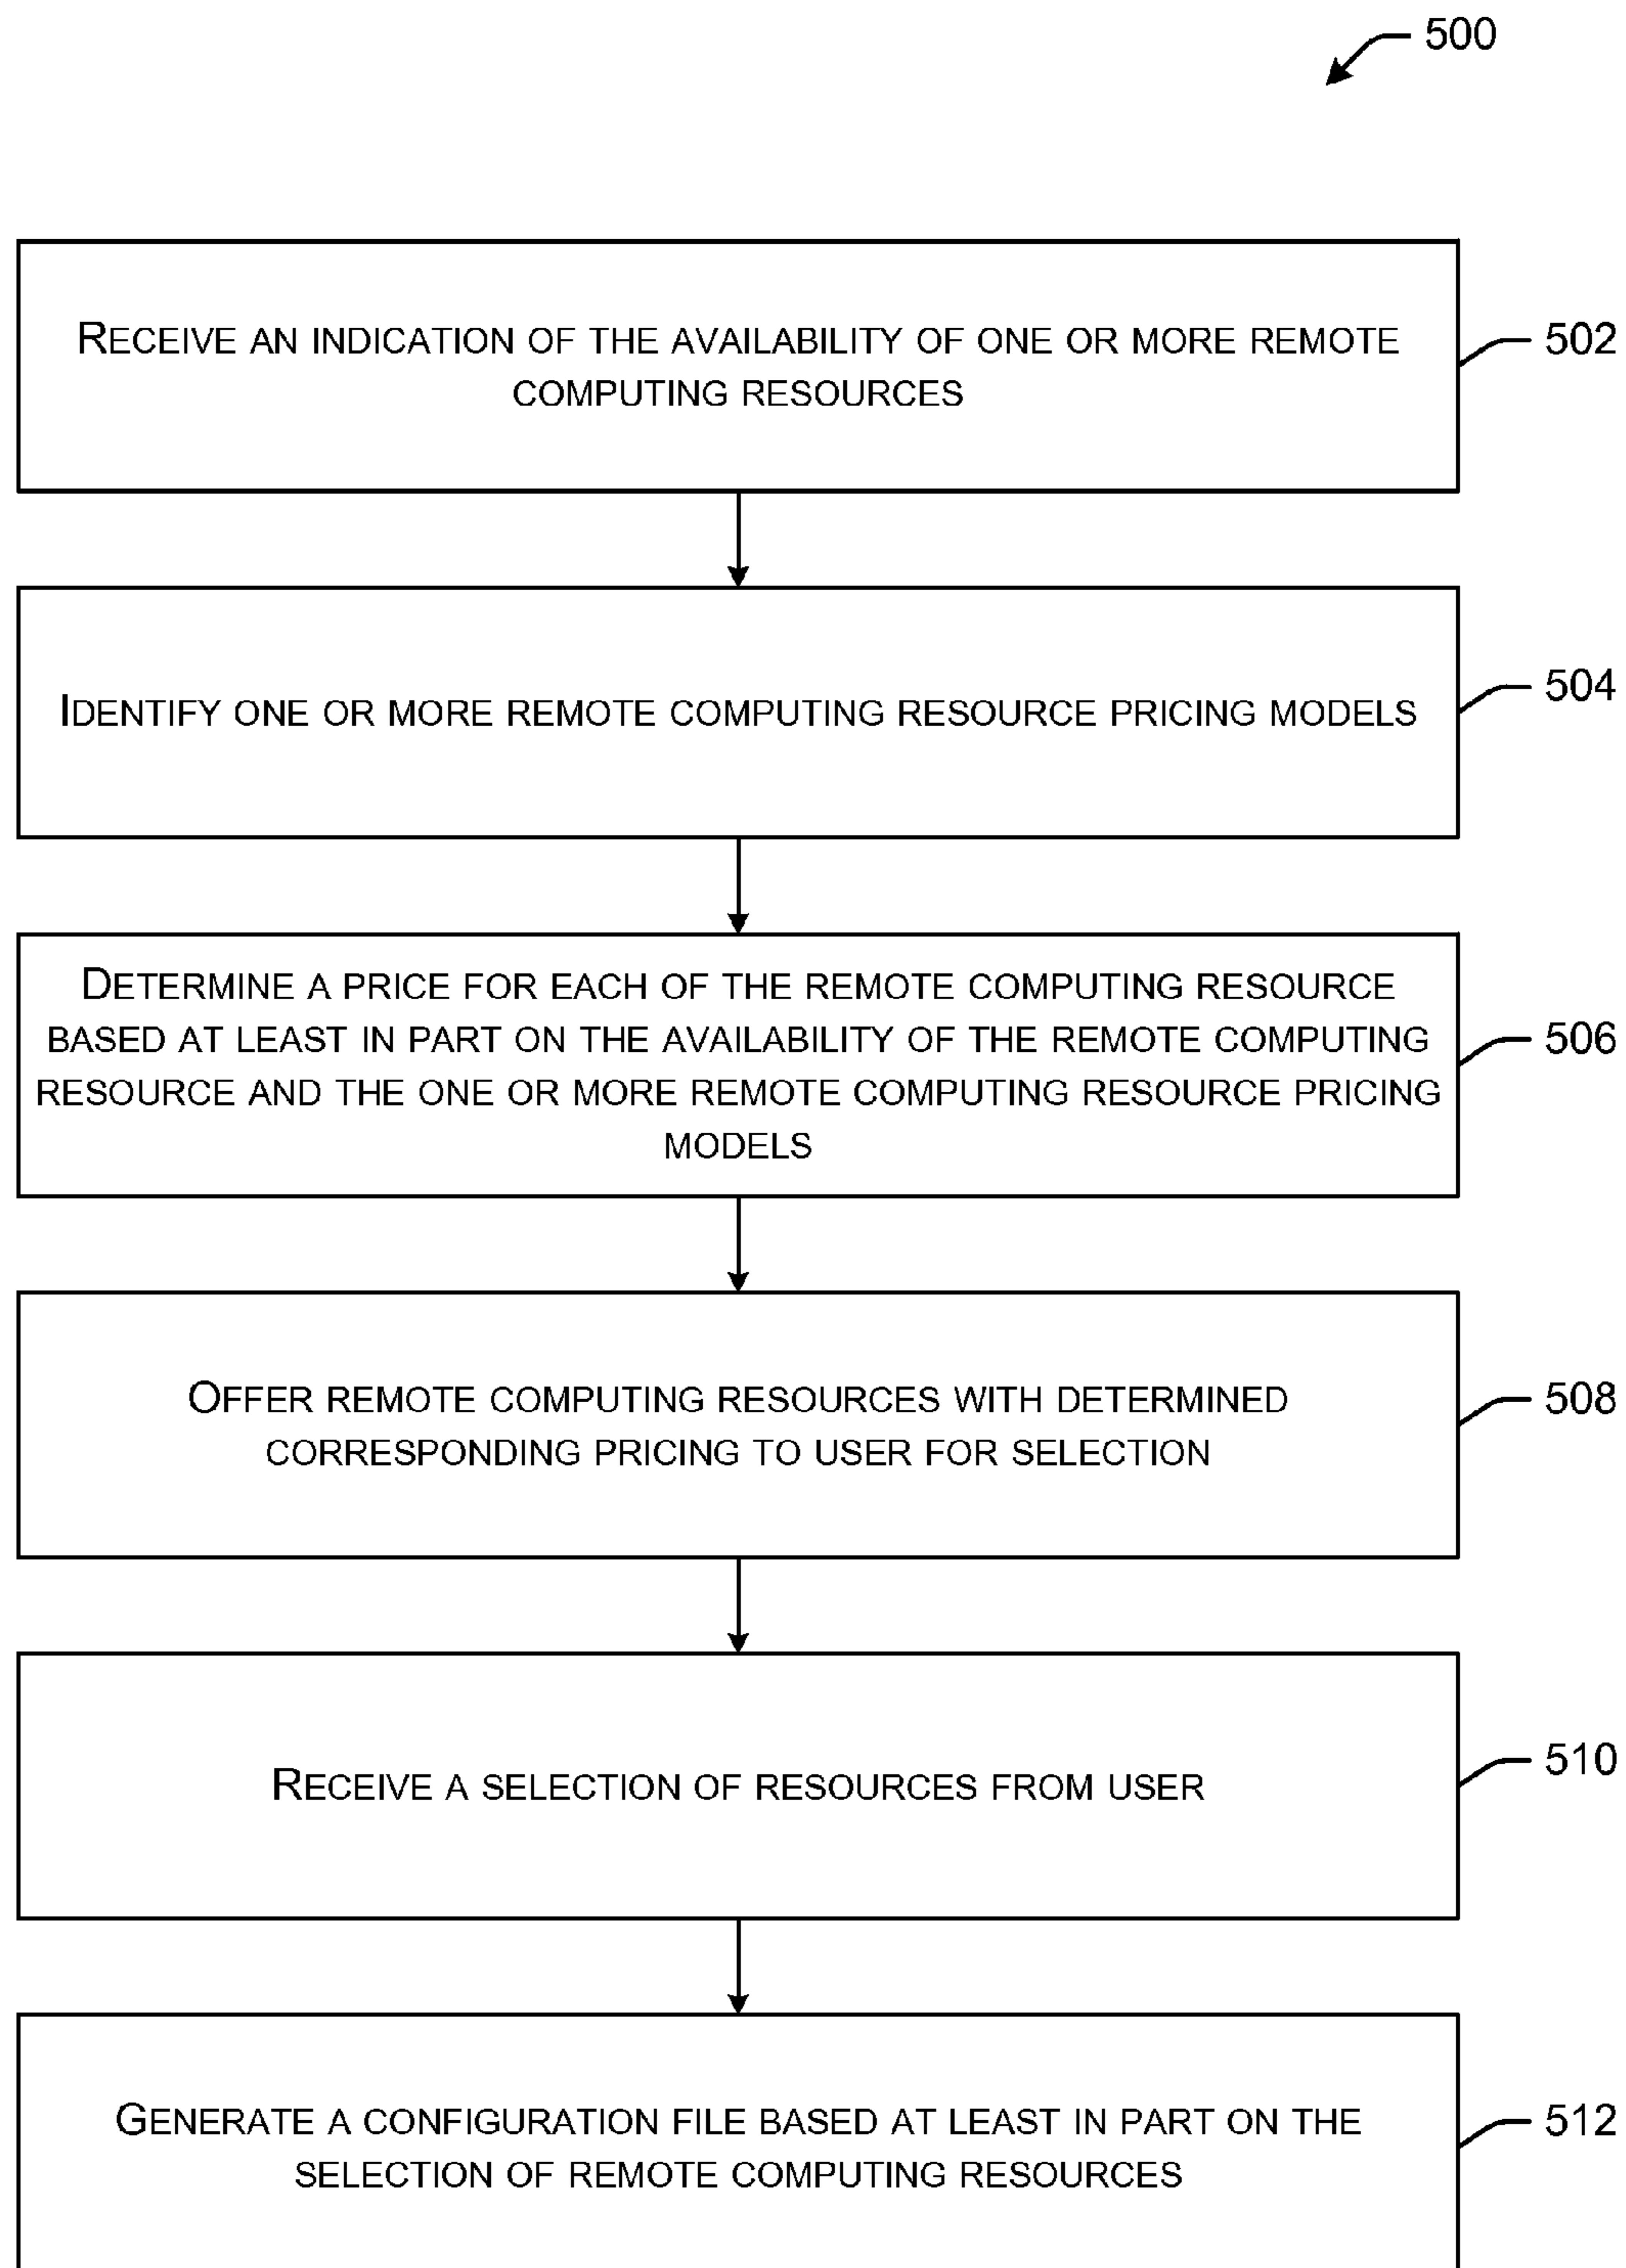 500
Receive an indication of the availability of one or more remote
computing resources
502
Identify one or more remote computing resource pricing models
504
Determine a price for each of the remote computing resource
based at least in part on the availability of the remote computing
resource and the one or more remote computing resource pricing
models
506
Offer remote computing resources with determined
corresponding pricing to user for selection
508
Receive a selection of resources from user
510
Generate a configuration file based at least in part on the
selection of remote computing resources
512